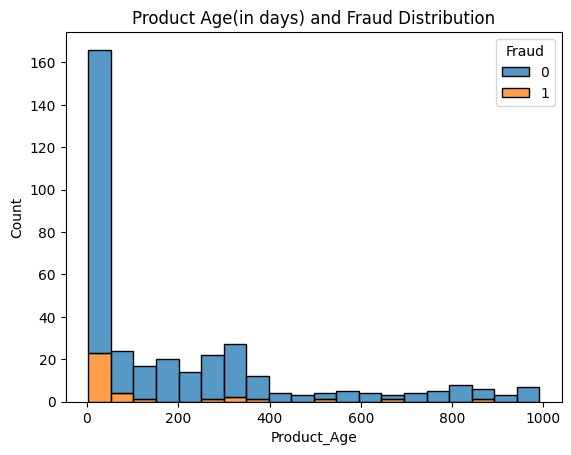 Product Age(in days) and Fraud Distribution
Fraud
0
1
160
140
120
100
80
60
40
20
0
Count
0 200 400 600 800 1000
Product_Age